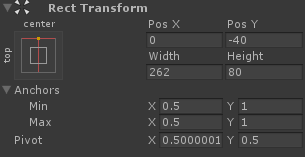 Rect Transform
center
Pos X Pos Y
top
0 -40
Width Height
262 80
Anchors
Min X 0.5 Y 1
Max X 0.5 Y 1
Pivot X 0.5000001 Y 0.5